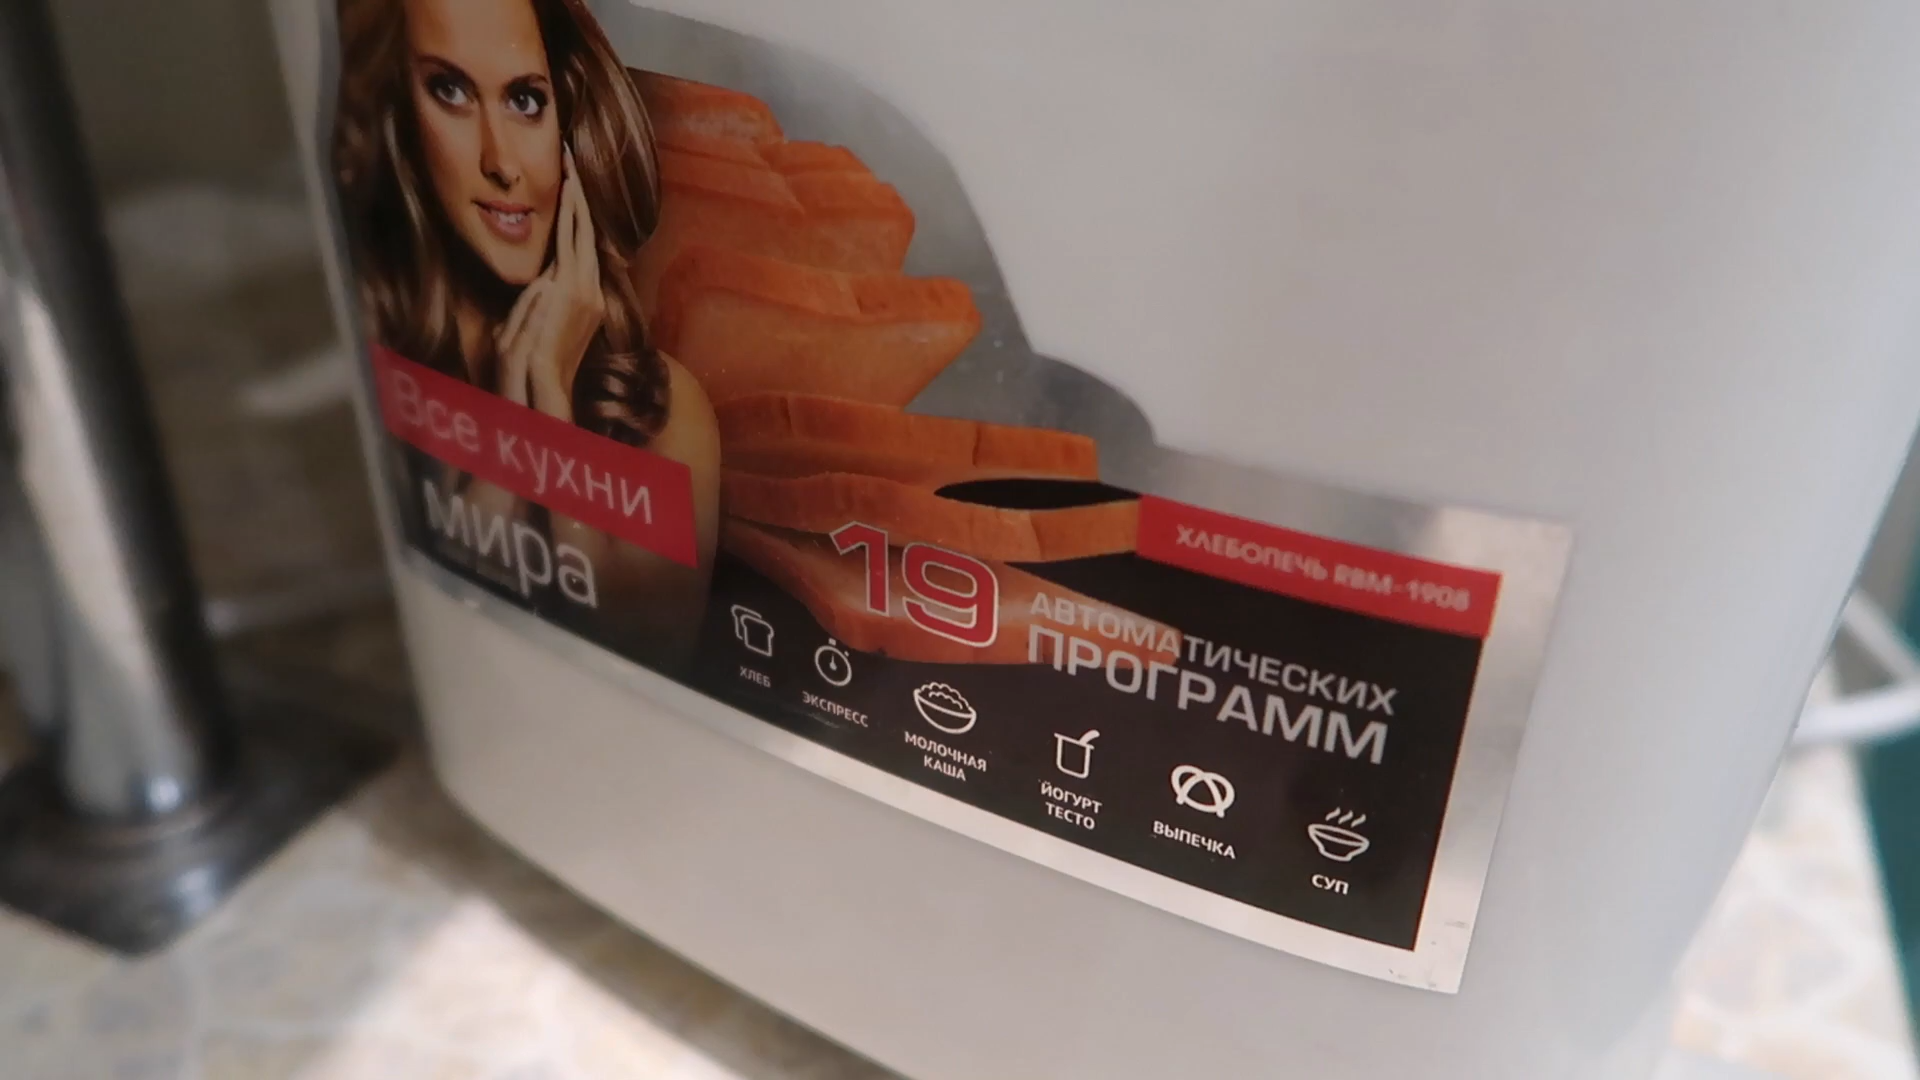 Все кухни
мира
ХЛЕБОПЕЧЬ RBM-1908
19
АВТОМАТИЧЕСКИХ
ПРОГРАММ
ХЛЕБ
ЭКСПРЕСС
МОЛОЧНАЯ
КАША
ЙОГУРТ
ТЕСТО
ВЫПЕЧКА
СУП